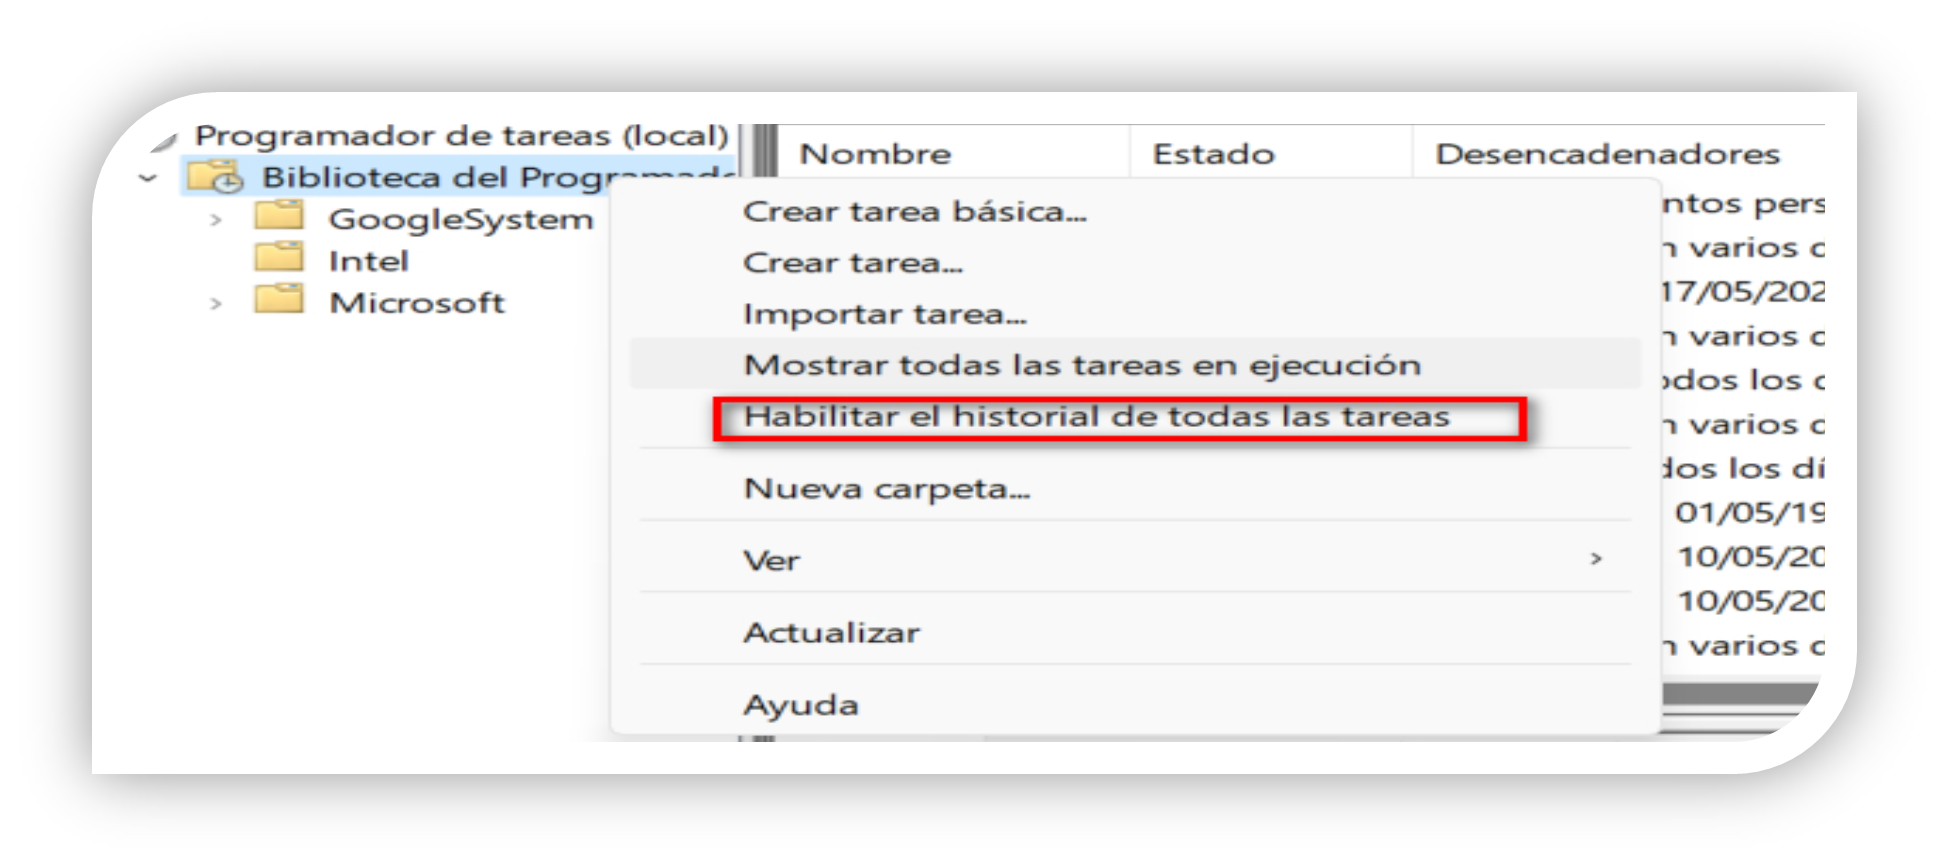 Programador de tareas (local)
Biblioteca del
GoogleSystem
Intel
Microsoft
Nombre Estado Desencadenadores
Crear tarea básica...
Crear tarea...
Importar tarea...
Mostrar todas las tareas en ejecución
Habilitar el historial de todas las tareas
Nueva carpeta...
Ver
Actualizar
Ayuda
ntos pers
n varios d
17/05/202
n varios
dos los
n varios
dos los dí
01/05/19
10/05/20
10/05/20
n varios